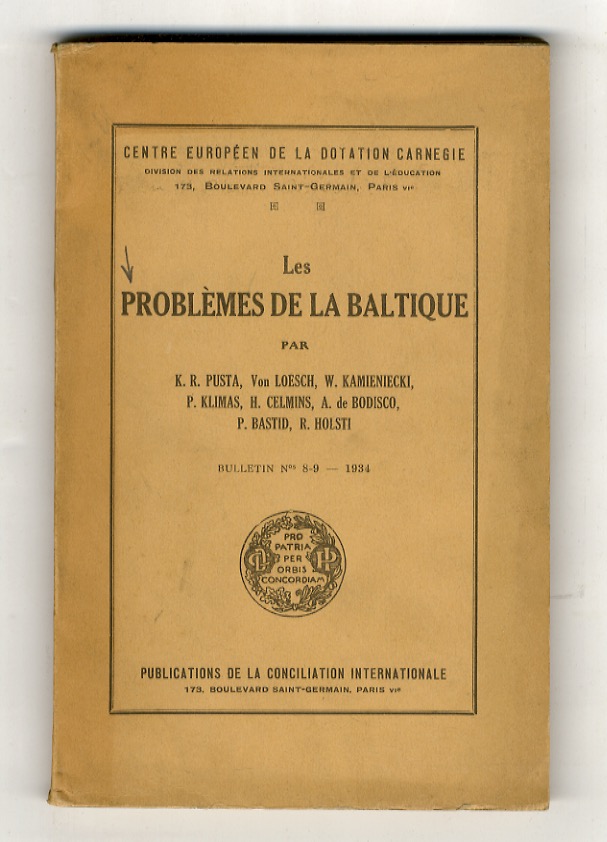 CENTRE EUROPÉEN DE LA DOTATION CARNEGIE
DIVISION DES RELATIONS INTERNATIONALES ET DE L'ÉDUCATION
173, BOULEVARD SAINT-GERMAIN, PARIS VIe
Les
PROBLÈMES DE LA BALTIQUE
PAR
K. R. PUSTA, Von LOESCH, W. KAMIENIECKI,
P. KLIMAS, H. CELMINS, A. de BODISCO,
P. BASTID, R. HOLSTI
BULLETIN Nos 8-9 — 1934
PRO
PATRIA
PER
ORBIS
CONCORDIAM
PUBLICATIONS DE LA CONCILIATION INTERNATIONALE
173, BOULEVARD SAINT-GERMAIN, PARIS VIe